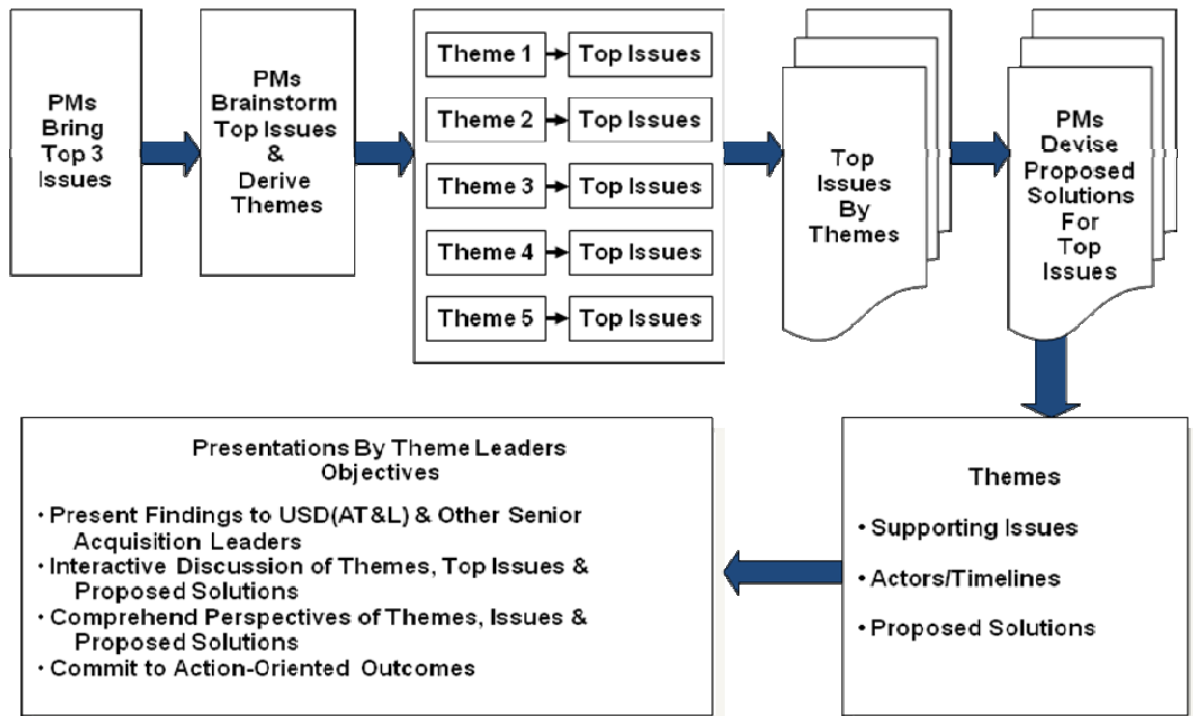 PMs
Bring
Top 3
Issues
PMs
Brainstorm
Top Issues
&
Derive
Themes
Theme 1
Top Issues
Theme 2
Top Issues
Theme 3
Top Issues
Theme 4
Top Issues
Theme 5
Top Issues
Top
Issues
By
Themes
PMs
Devise
Proposed
Solutions
For
Top
Issues
Themes
• Supporting Issues
• Actors/Timelines
• Proposed Solutions
Presentations By Theme Leaders
Objectives
• Present Findings to USD(AT&L) & Other Senior
Acquisition Leaders
• Interactive Discussion of Themes, Top Issues &
Proposed Solutions
• Comprehend Perspectives of Themes, Issues &
Proposed Solutions
• Commit to Action-Oriented Outcomes